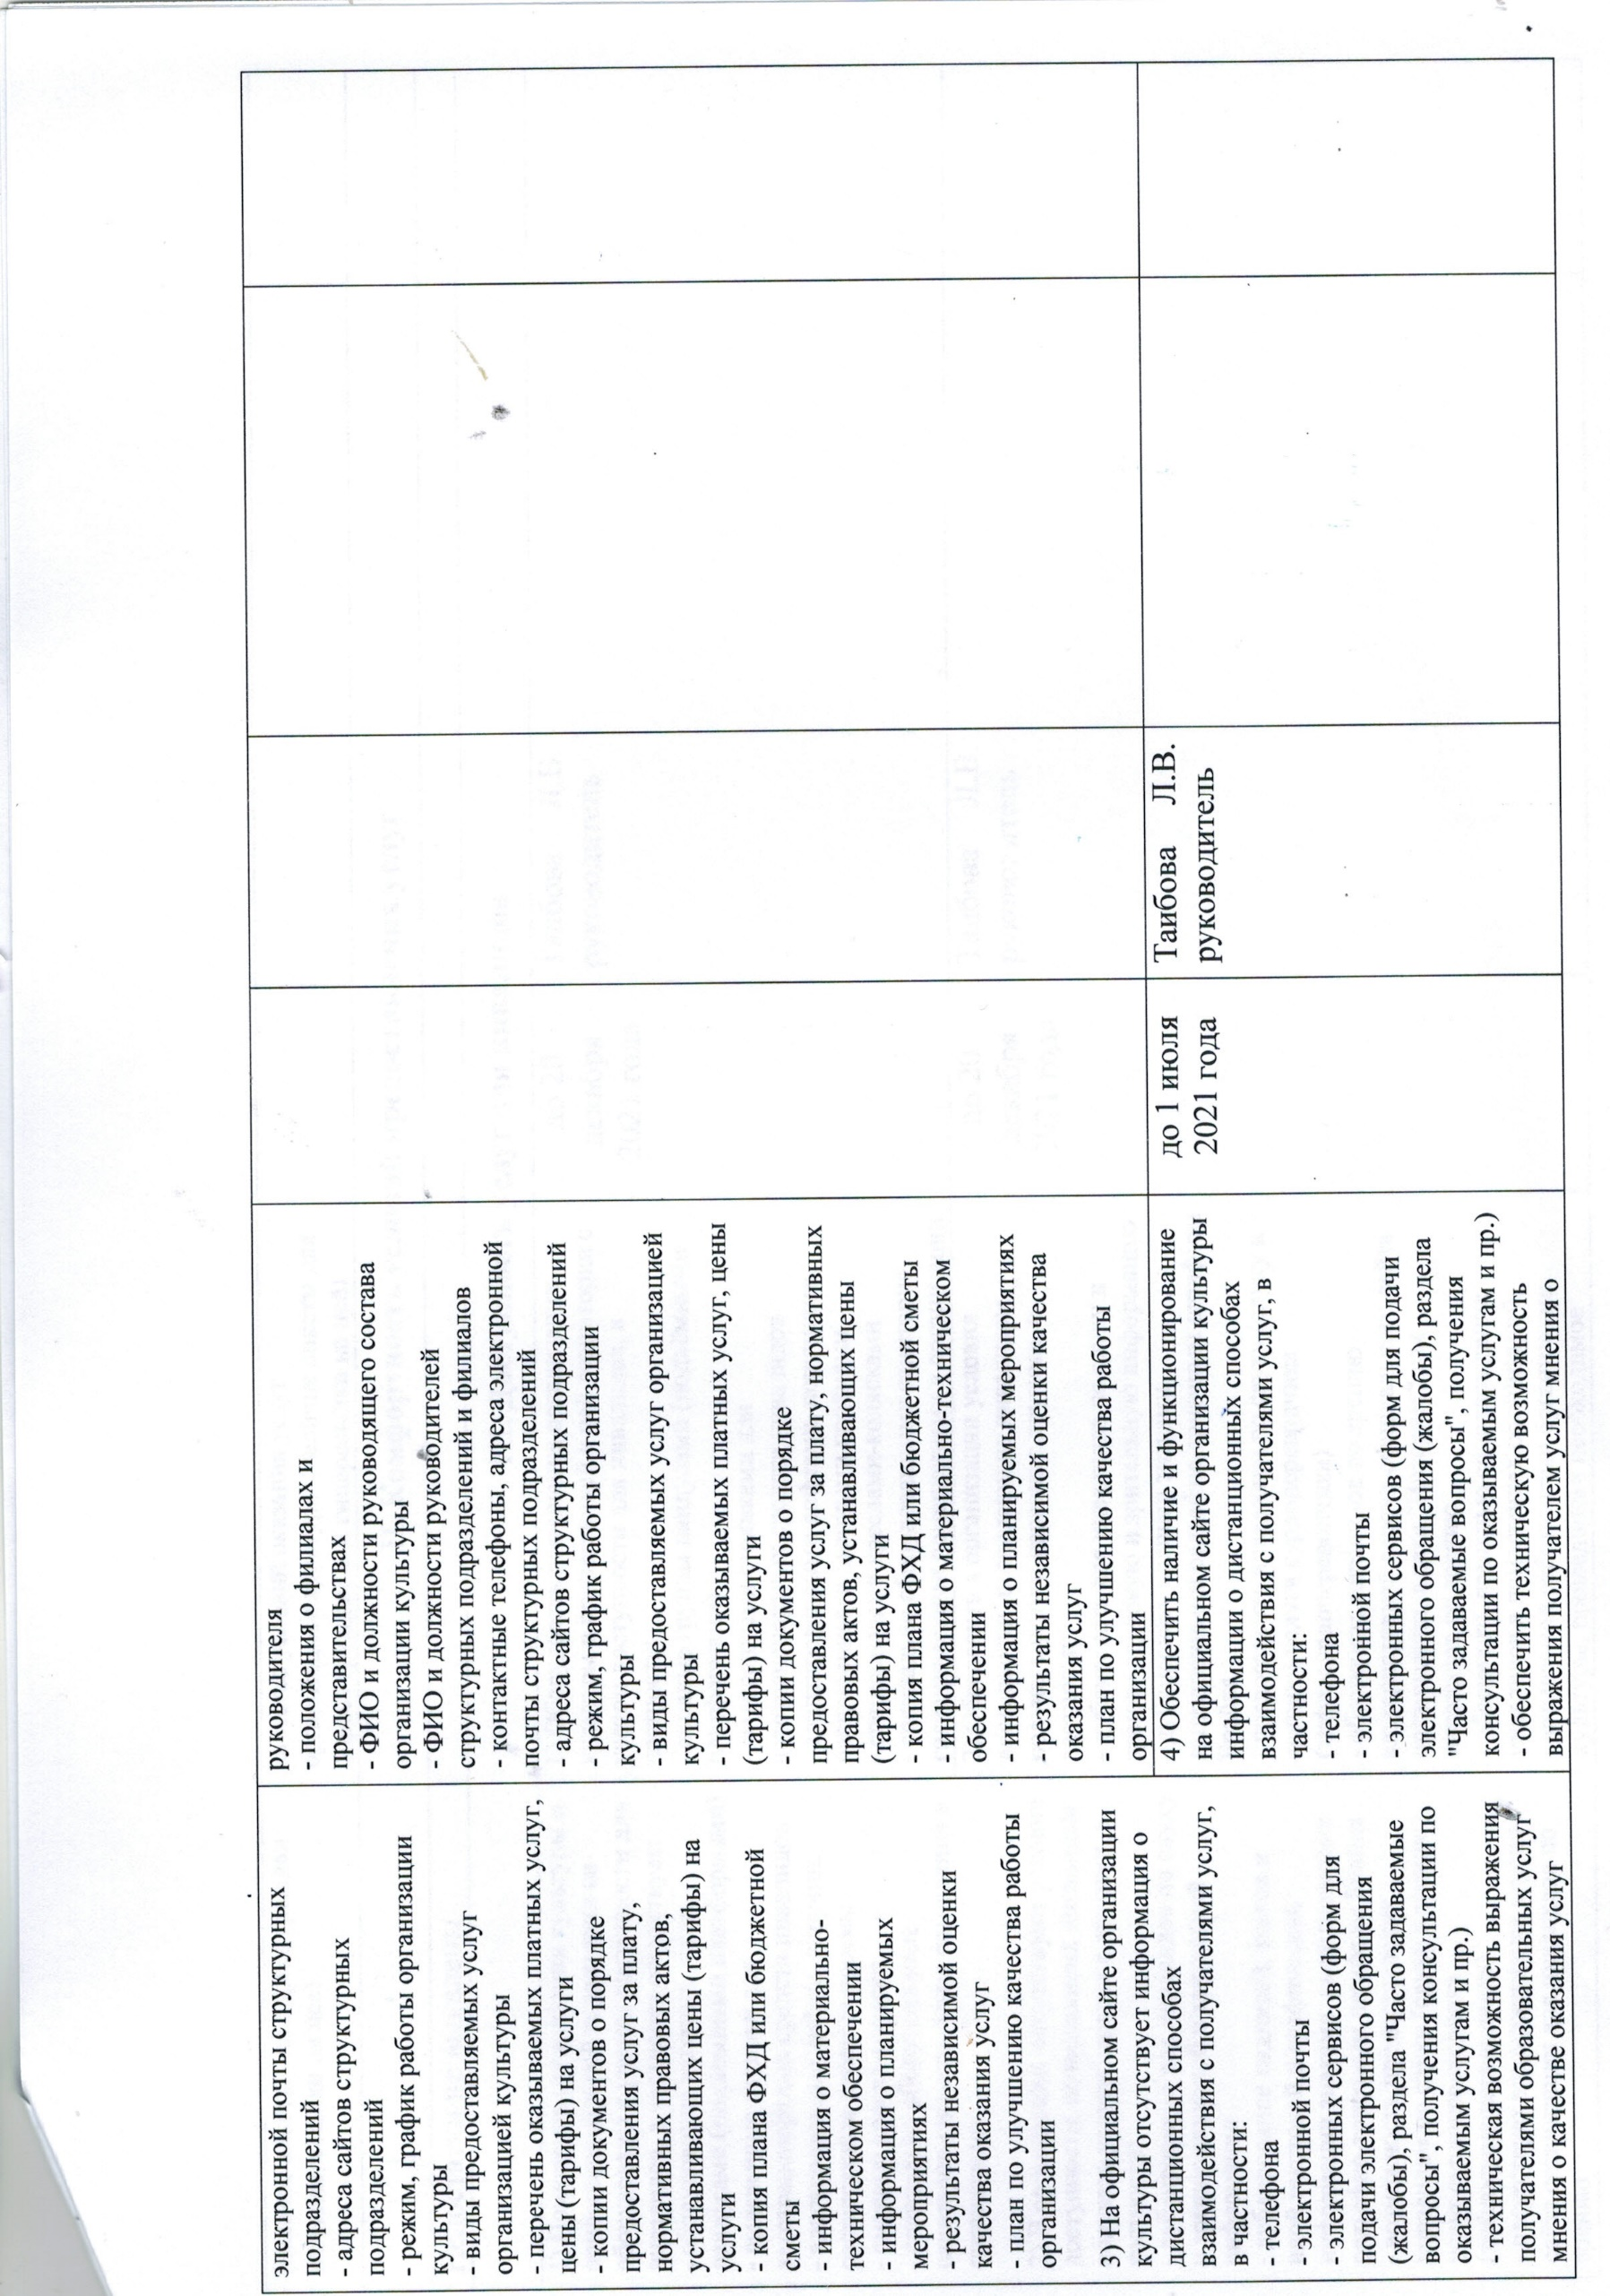 электронной почты структурных
подразделений
- адреса сайтов структурных
подразделений
- режим, график работы организации
культуры
- виды предоставляемых услуг
организацией культуры
- перечень оказываемых платных услуг,
цены (тарифы) на услуги
- копии документов о порядке
предоставления услуг за плату,
нормативных правовых актов,
устанавливающих цены (тарифы) на
услуги
- копия плана ФХД или бюджетной
сметы
- информация о материально-
техническом обеспечении
- информация о планируемых
мероприятиях
- результаты независимой оценки
качества оказания услуг
- план по улучшению качества работы
организации
3) На официальном сайте организации
культуры отсутствует информация о
дистанционных способах
взаимодействия с получателями услуг,
в частности:
- телефона
- электронной почты
- электронных сервисов (форм для
подачи электронного обращения
(жалобы), раздела "Часто задаваемые
вопросы", получения консультации по
оказываемым услугам и пр.)
- техническая возможность выражения
получателями образовательных услуг
мнения о качестве оказания услуг
руководителя
- положения о филиалах и
представительствах
- ФИО и должности руководящего состава
организации культуры
- ФИО и должности руководителей
структурных подразделений и филиалов
- контактные телефоны, адреса электронной
почты структурных подразделений
- адреса сайтов структурных подразделений
- режим, график работы организации
культуры
- виды предоставляемых услуг организацией
культуры
- перечень оказываемых платных услуг, цены
(тарифы) на услуги
- копии документов о порядке
предоставления услуг за плату, нормативных
правовых актов, устанавливающих цены
(тарифы) на услуги
- копия плана ФХД или бюджетной сметы
- информация о материально-техническом
обеспечении
- информация о планируемых мероприятиях
- результаты независимой оценки качества
оказания услуг
- план по улучшению качества работы
организации
4) Обеспечить наличие и функционирование
на официальном сайте организации культуры
информации о дистанционных способах
взаимодействия с получателями услуг, в
частности:
- телефона
- электронной почты
- электронных сервисов (форм для подачи
электронного обращения (жалобы), раздела
"Часто задаваемые вопросы", получения
консультации по оказываемым услугам и пр.)
- обеспечить техническую возможность
выражения получателем услуг мнения о
до 1 июля
2021 года
Таибова Л.В.
руководитель